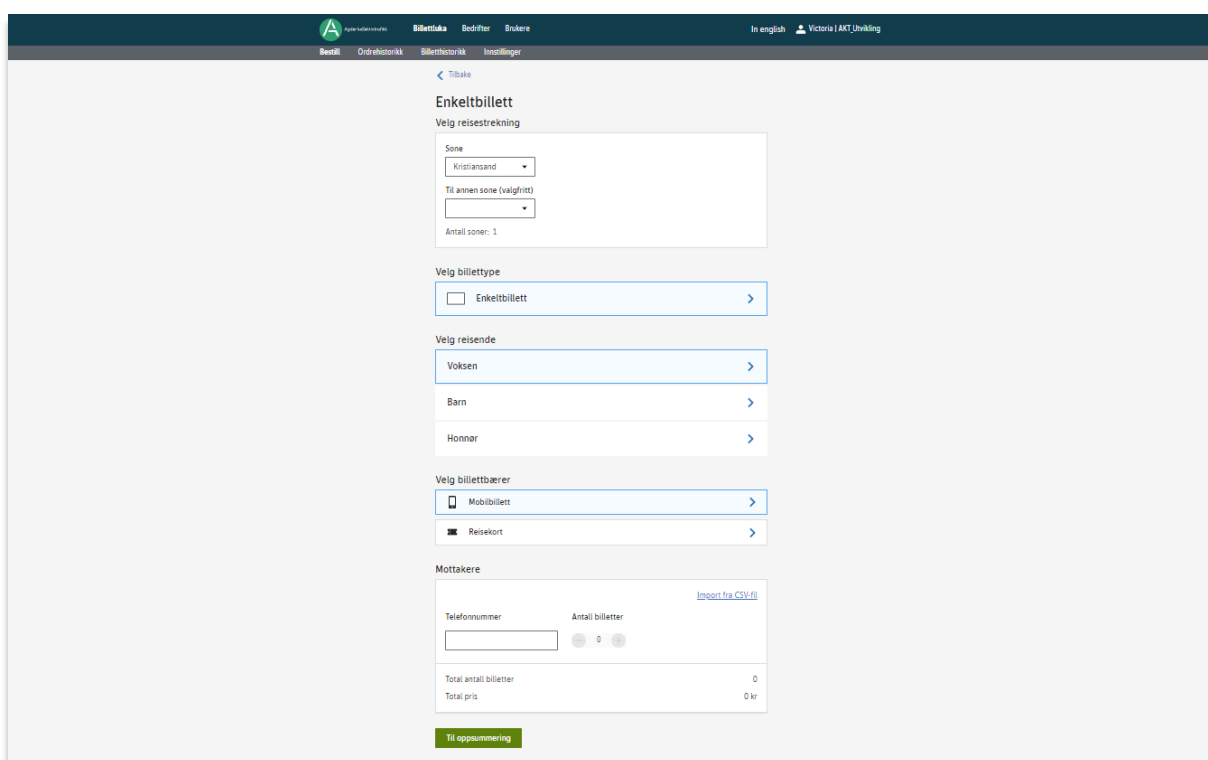 Agder kollektivtrafikk Billettluka Bedrifter Brukere In english Victoria | AKT_Utvikling
Bestill Ordrehistorikk Billetthistorikk Innstillinger
Tilbake
Enkeltbillett
Velg reisestrekning
Sone
Kristiansand
Til annen sone (valgfritt)
Antall soner: 1
Velg billettype
Enkeltbillett
Velg reisende
Voksen
Barn
Honnør
Velg billettbærer
Mobilbillett
Reisekort
Mottakere
Import fra CSV-fil
Telefonnummer Antall billetter
0
Total antall billetter 0
Total pris 0 kr
Til oppsummering